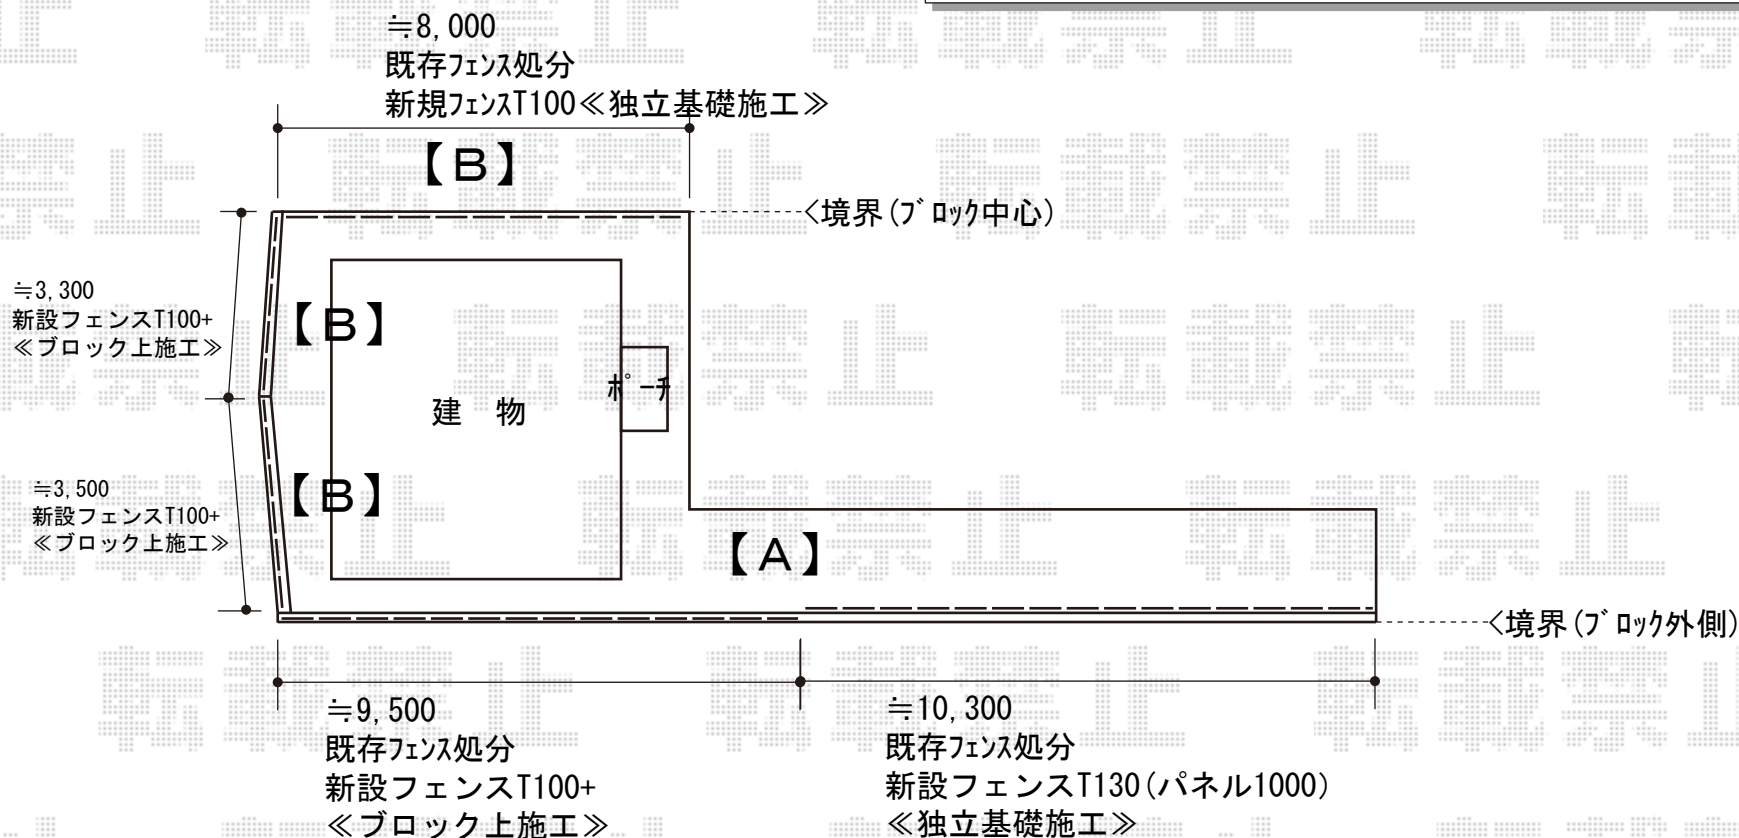 ≒8,000
既存フェンス処分
新規フェンスT100≪独立基礎施工≫
【B】
<境界(ブロック中心)
≒3,300
新設フェンスT100+
≪ブロック上施工≫
【B】
ポーチ
建 物
≒3,500
新設フェンスT100+
≪ブロック上施工≫
【B】
【A】
<境界(ブロック外側)
≒9,500
既存フェンス処分
新設フェンスT100+
≪ブロック上施工≫
≒10,300
既存フェンス処分
新設フェンスT130(パネル1000)
≪独立基礎施工≫
転載禁止